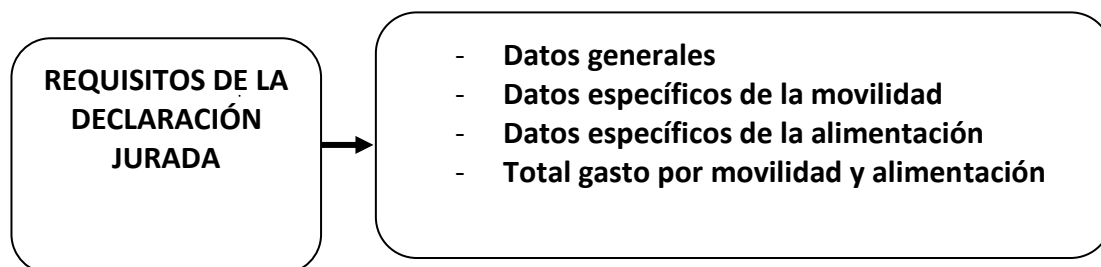 REQUISITOS DE LA
DECLARACIÓN
JURADA
- Datos generales
- Datos específicos de la movilidad
- Datos específicos de la alimentación
- Total gasto por movilidad y alimentación